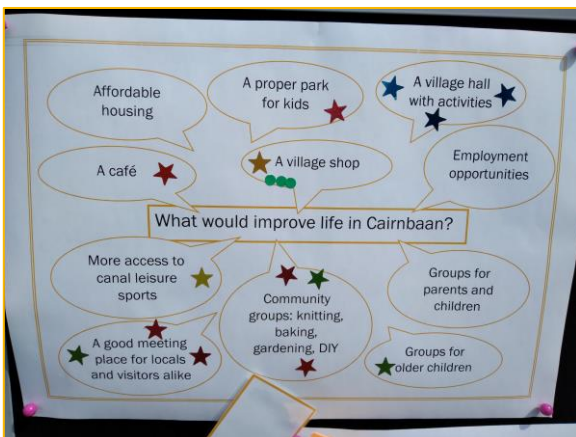 Affordable
housing
A proper park
for kids
A village hall
with activities
A café
A village shop
Employment
opportunities
What would improve life in Cairnbaan?
More access to
canal leisure
sports
Community
groups: knitting,
baking,
gardening, DIY
Groups for
parents and
children
A good meeting
place for locals
and visitors alike
Groups for
older children